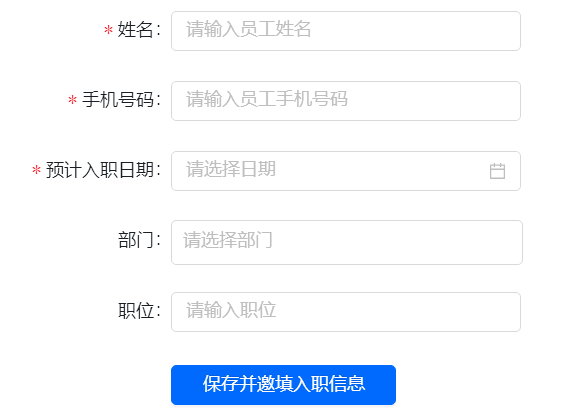 * 姓名： 请输入员工姓名
* 手机号码： 请输入员工手机号码
* 预计入职日期： 请选择日期
部门： 请选择部门
职位： 请输入职位
保存并邀填入职信息